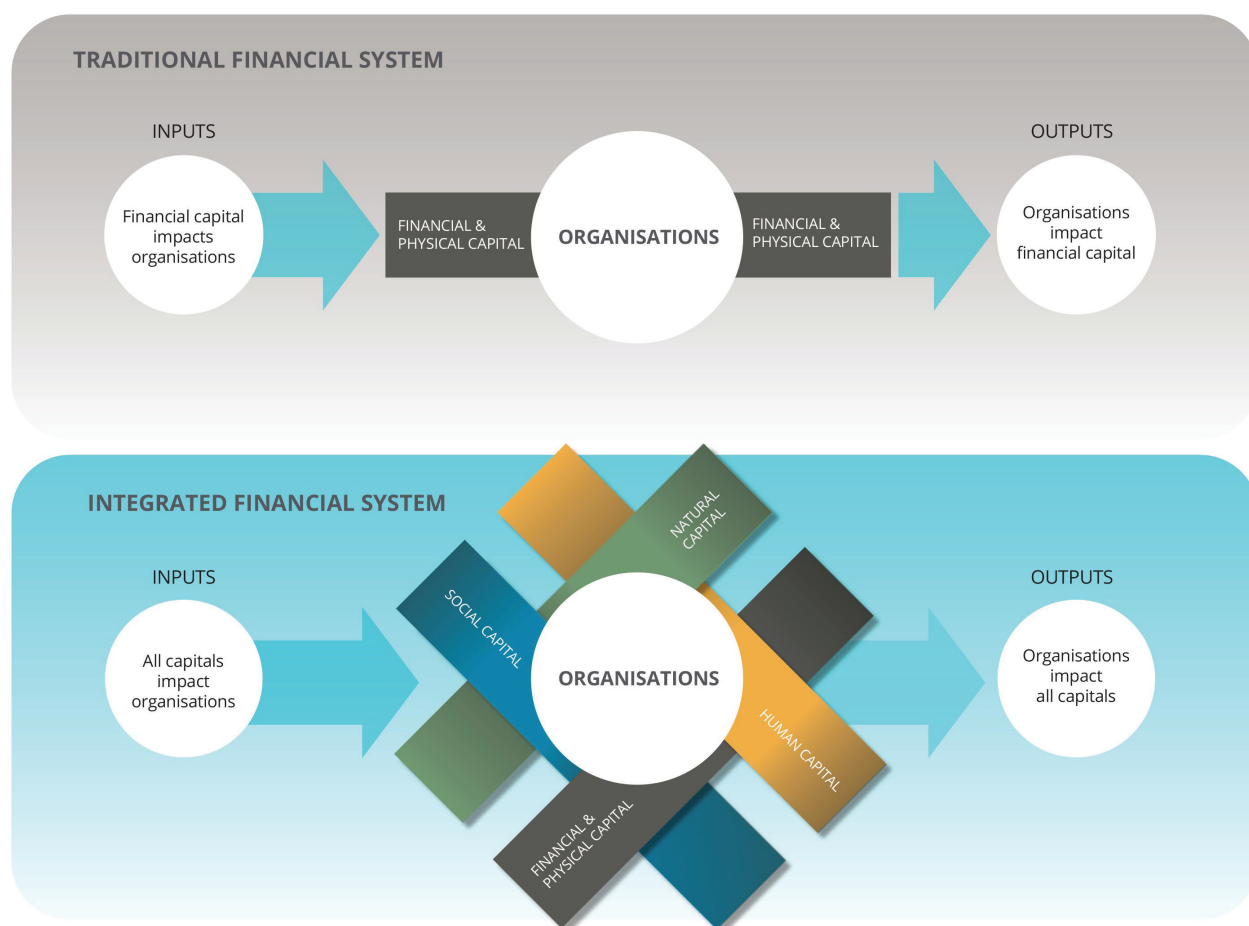 TRADITIONAL FINANCIAL SYSTEM
INPUTS
Financial capital
impacts
organisations
FINANCIAL &
PHYSICAL CAPITAL
ORGANISATIONS
FINANCIAL &
PHYSICAL CAPITAL
OUTPUTS
Organisations
impact
financial capital
INTEGRATED FINANCIAL SYSTEM
INPUTS
All capitals
impact
organisations
NATURAL
CAPITAL
SOCIAL CAPITAL
ORGANISATIONS
HUMAN CAPITAL
FINANCIAL &
PHYSICAL CAPITAL
OUTPUTS
Organisations
impact
all capitals